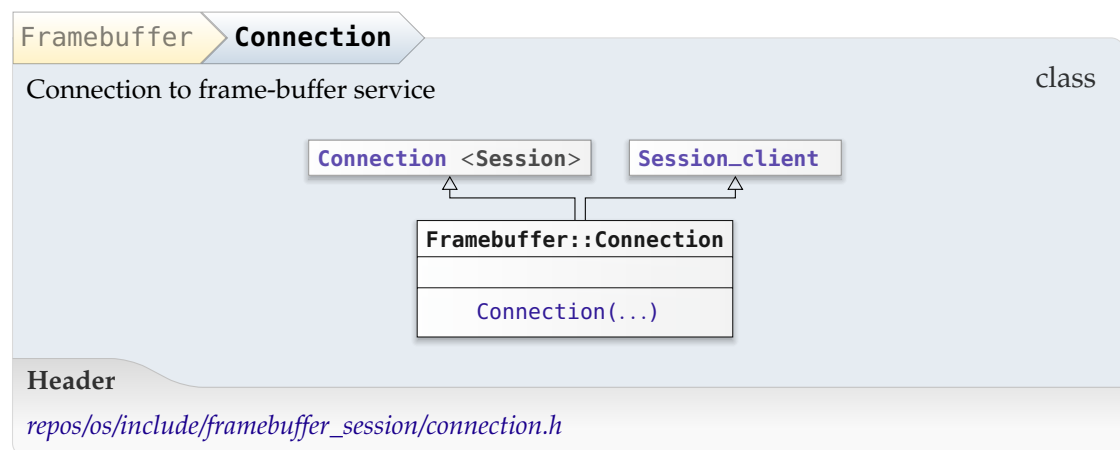 Framebuffer Connection
class
Connection to frame-buffer service
Connection <Session> Session_client
Framebuffer::Connection
Connection(...)
Header
repos/os/include/framebuffer_session/connection.h